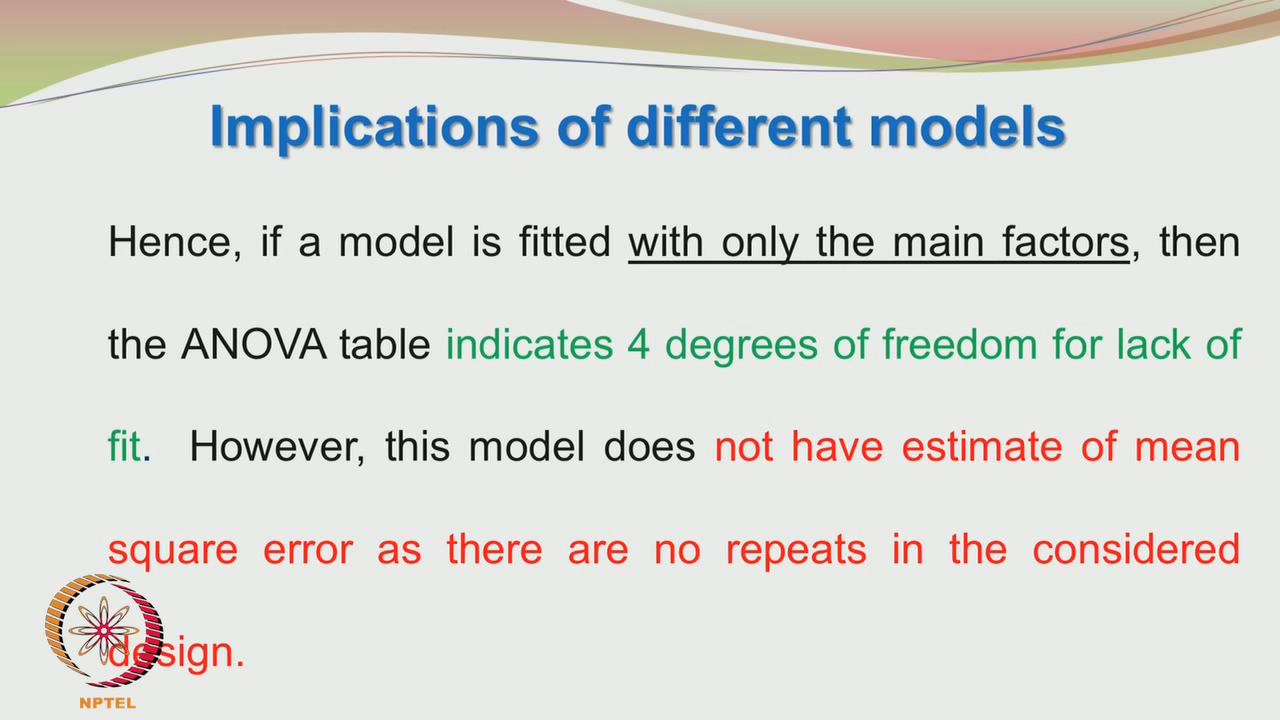 Implications of different models
Hence, if a model is fitted with only the main factors, then
the ANOVA table indicates 4 degrees of freedom for lack of
fit. However, this model does not have estimate of mean
square error as there are no repeats in the considered
design.
NPTEL